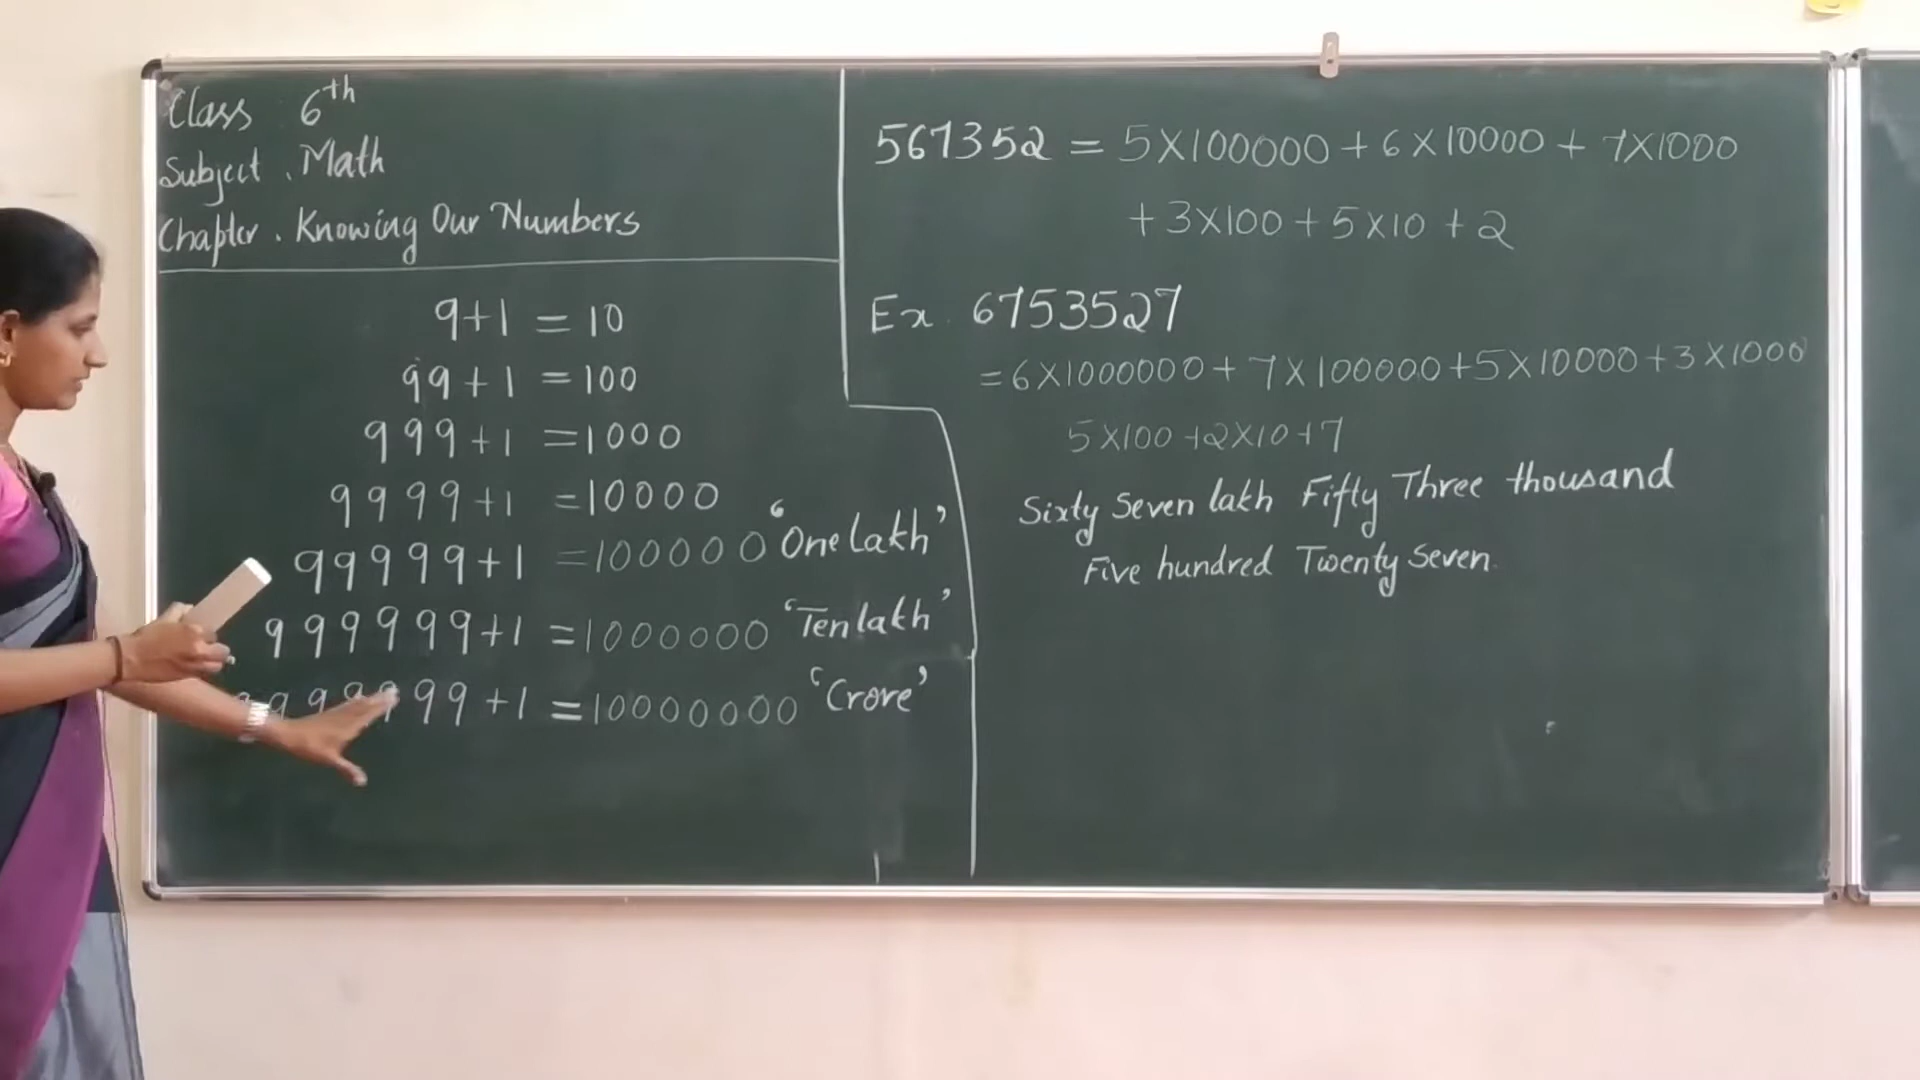 Class 6th
Subject . Math
Chapter . Knowing Our Numbers
9+1 = 10
99+1 = 100
999+1 = 1000
9999+1 = 10000
99999+1 = 100000 'One lakh'
999999+1 = 1000000 'Ten lakh'
9999999+1 = 10000000 'Crore'
567352 = 5X100000 + 6X10000 + 7X1000
+ 3X100 + 5X10 + 2
Ex. 6753527
= 6X1000000 + 7X100000 + 5X10000 + 3X1000
5X100 + 2X10 + 7
Sixty Seven lakh Fifty Three thousand
Five hundred Twenty Seven.